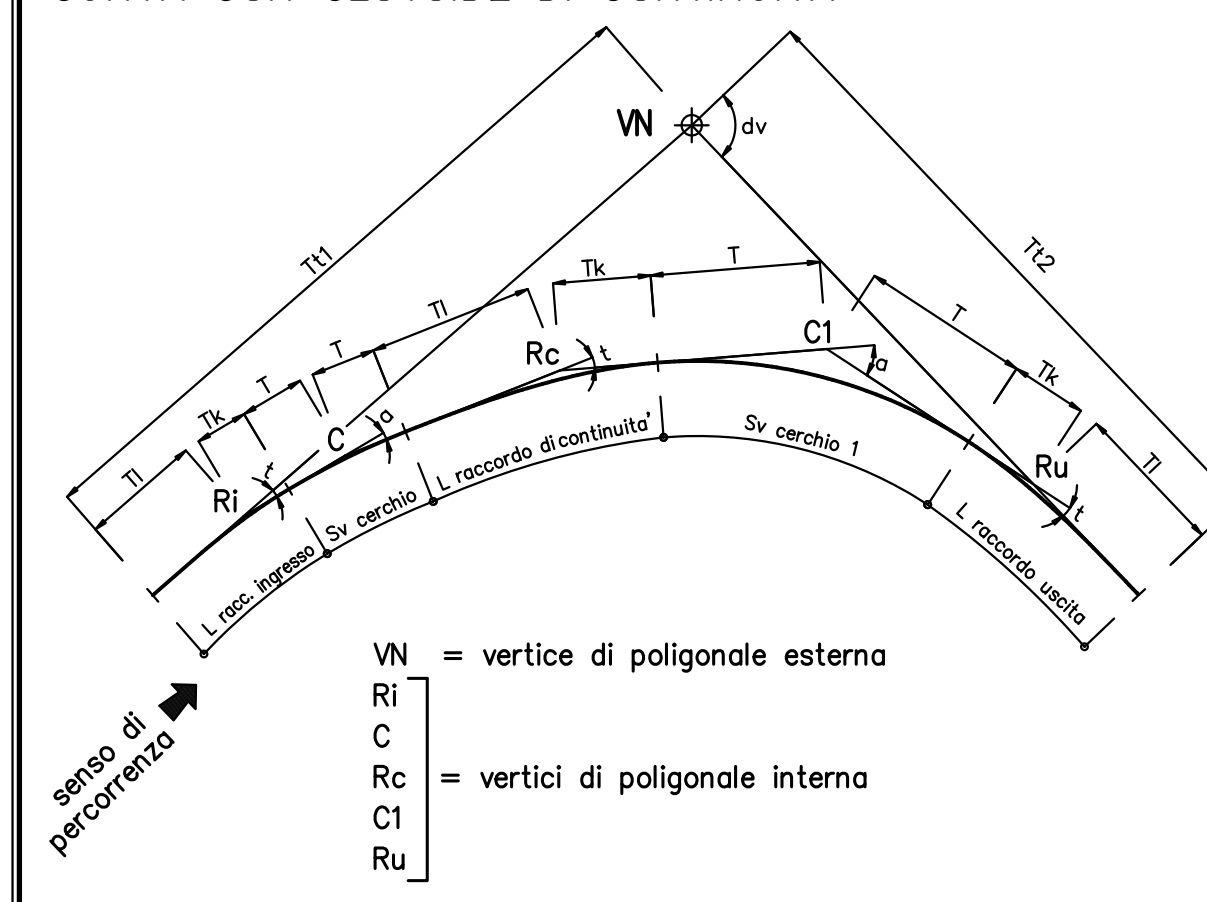 VN
dv
Tt1
Tt2
Tl
Tk
T
T
Tl
Tk
T
T
Tk
Tl
Ri
t
C
a
Rc
t
C1
a
Ru
t
L racc. ingresso
Sv cerchio
L raccordo di continuita'
Sv cerchio 1
L raccordo uscita
senso di
percorrenza
VN = vertice di poligonale esterna
Ri
C
Rc = vertici di poligonale interna
C1
Ru